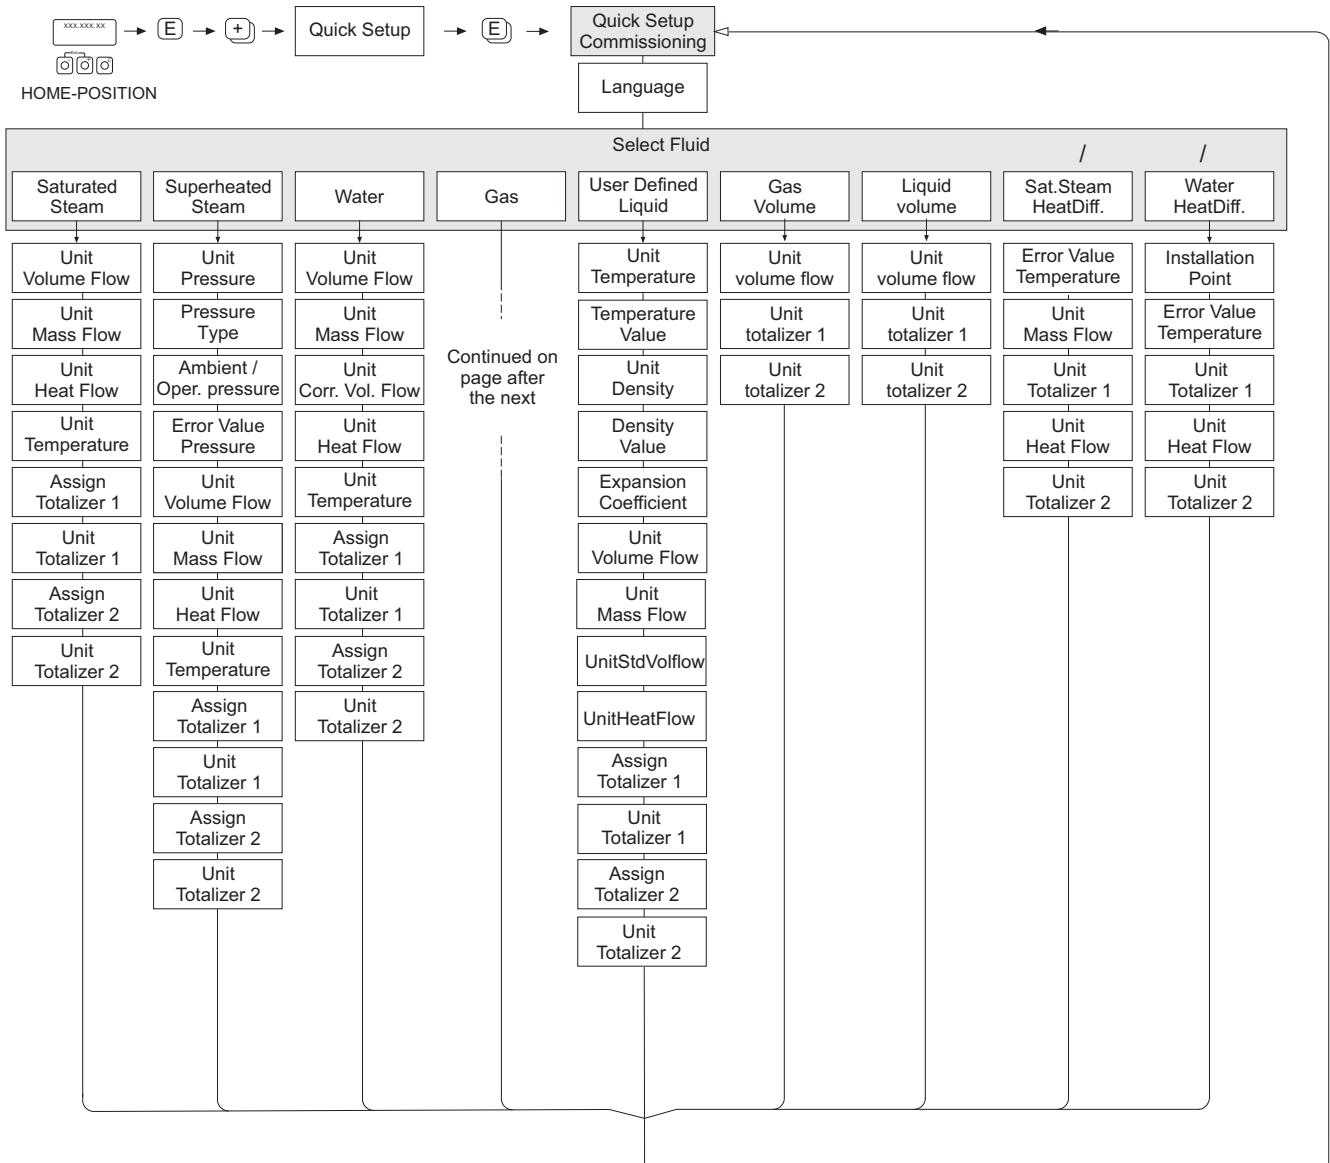 xxx.xxx.xx
Esc
E
+
Quick Setup
E
Quick Setup
Commissioning
HOME-POSITION
Language
Select Fluid
/
/
Saturated
Steam
Superheated
Steam
Water
Gas
User Defined
Liquid
Gas
Volume
Liquid
volume
Sat.Steam
HeatDiff.
Water
HeatDiff.
Unit
Volume Flow
Unit
Mass Flow
Unit
Heat Flow
Unit
Temperature
Assign
Totalizer 1
Unit
Totalizer 1
Assign
Totalizer 2
Unit
Totalizer 2
Unit
Pressure
Pressure
Type
Ambient /
Oper. pressure
Error Value
Pressure
Unit
Volume Flow
Unit
Mass Flow
Unit
Heat Flow
Unit
Temperature
Assign
Totalizer 1
Unit
Totalizer 1
Assign
Totalizer 2
Unit
Totalizer 2
Unit
Volume Flow
Unit
Mass Flow
Unit
Corr. Vol. Flow
Unit
Heat Flow
Unit
Temperature
Assign
Totalizer 1
Unit
Totalizer 1
Assign
Totalizer 2
Unit
Totalizer 2
Continued on
page after
the next
Unit
Temperature
Temperature
Value
Unit
Density
Density
Value
Expansion
Coefficient
Unit
Volume Flow
Unit
Mass Flow
UnitStdVolflow
UnitHeatFlow
Assign
Totalizer 1
Unit
Totalizer 1
Assign
Totalizer 2
Unit
Totalizer 2
Unit
volume flow
Unit
totalizer 1
Unit
totalizer 2
Unit
volume flow
Unit
totalizer 1
Unit
totalizer 2
Error Value
Temperature
Unit
Mass Flow
Unit
Totalizer 1
Unit
Heat Flow
Unit
Totalizer 2
Installation
Point
Error Value
Temperature
Unit
Totalizer 1
Unit
Heat Flow
Unit
Totalizer 2